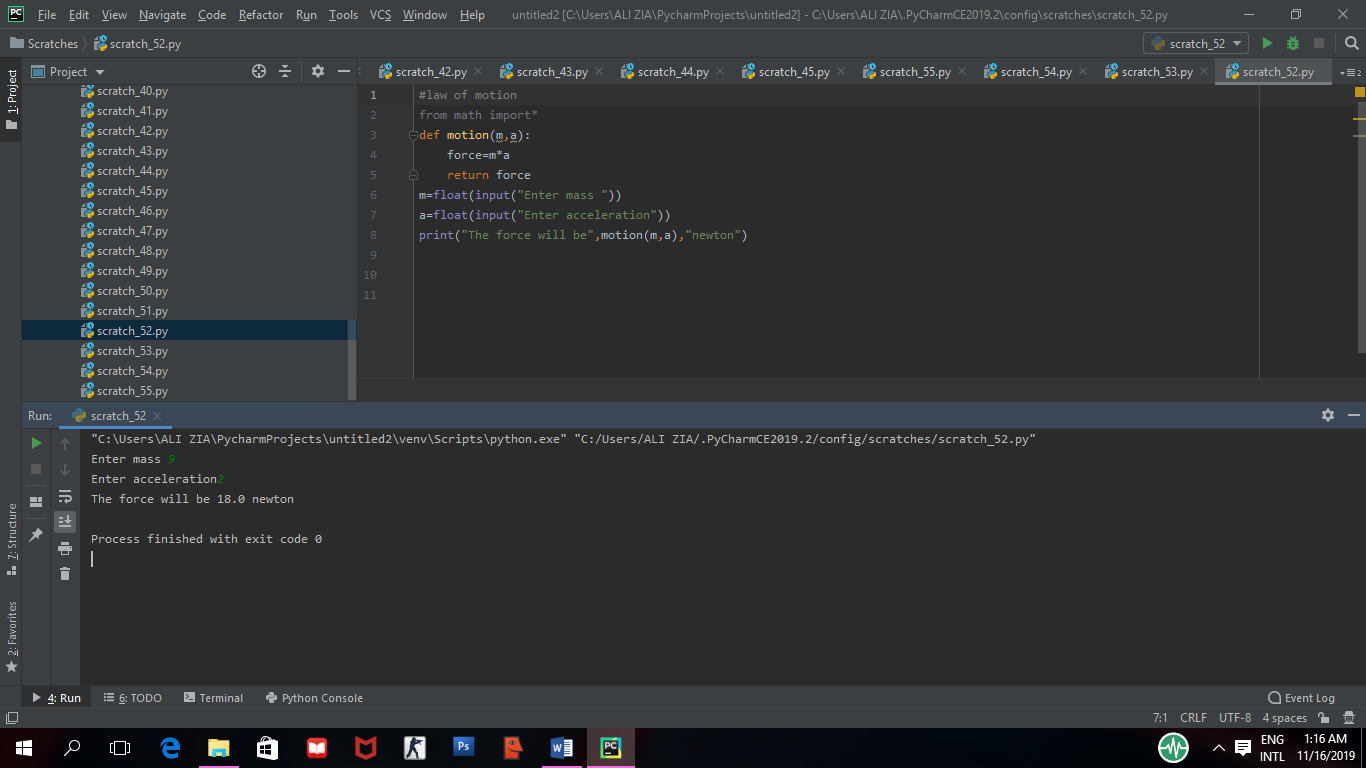 File Edit View Navigate Code Refactor Run Tools VCS Window Help untitled2 [C:\Users\ALI ZIA\PycharmProjects\untitled2] - C:\Users\ALI ZIA\.PyCharmCE2019.2\config\scratches\scratch_52.py
Scratches scratch_52.py scratch_52
1: Project
Project
scratch_42.py scratch_43.py scratch_44.py scratch_45.py scratch_55.py scratch_54.py scratch_53.py scratch_52.py 2
scratch_40.py
scratch_41.py
scratch_42.py
scratch_43.py
scratch_44.py
scratch_45.py
scratch_46.py
scratch_47.py
scratch_48.py
scratch_49.py
scratch_50.py
scratch_51.py
scratch_52.py
scratch_53.py
scratch_54.py
scratch_55.py
1 #law of motion
2 from math import*
3 def motion(m,a):
4 force=m*a
5 return force
6 m=float(input("Enter mass "))
7 a=float(input("Enter acceleration"))
8 print("The force will be",motion(m,a),"newton")
9
10
11
Run: scratch_52
"C:\Users\ALI ZIA\PycharmProjects\untitled2\venv\Scripts\python.exe" "C:/Users/ALI ZIA/.PyCharmCE2019.2/config/scratches/scratch_52.py"
Enter mass 9
Enter acceleration2
The force will be 18.0 newton
Process finished with exit code 0
7: Structure
2: Favorites
4: Run 6: TODO Terminal Python Console Event Log
7:1 CRLF UTF-8 4 spaces
Ps W PC
ENG 1:16 AM
INTL 11/16/2019